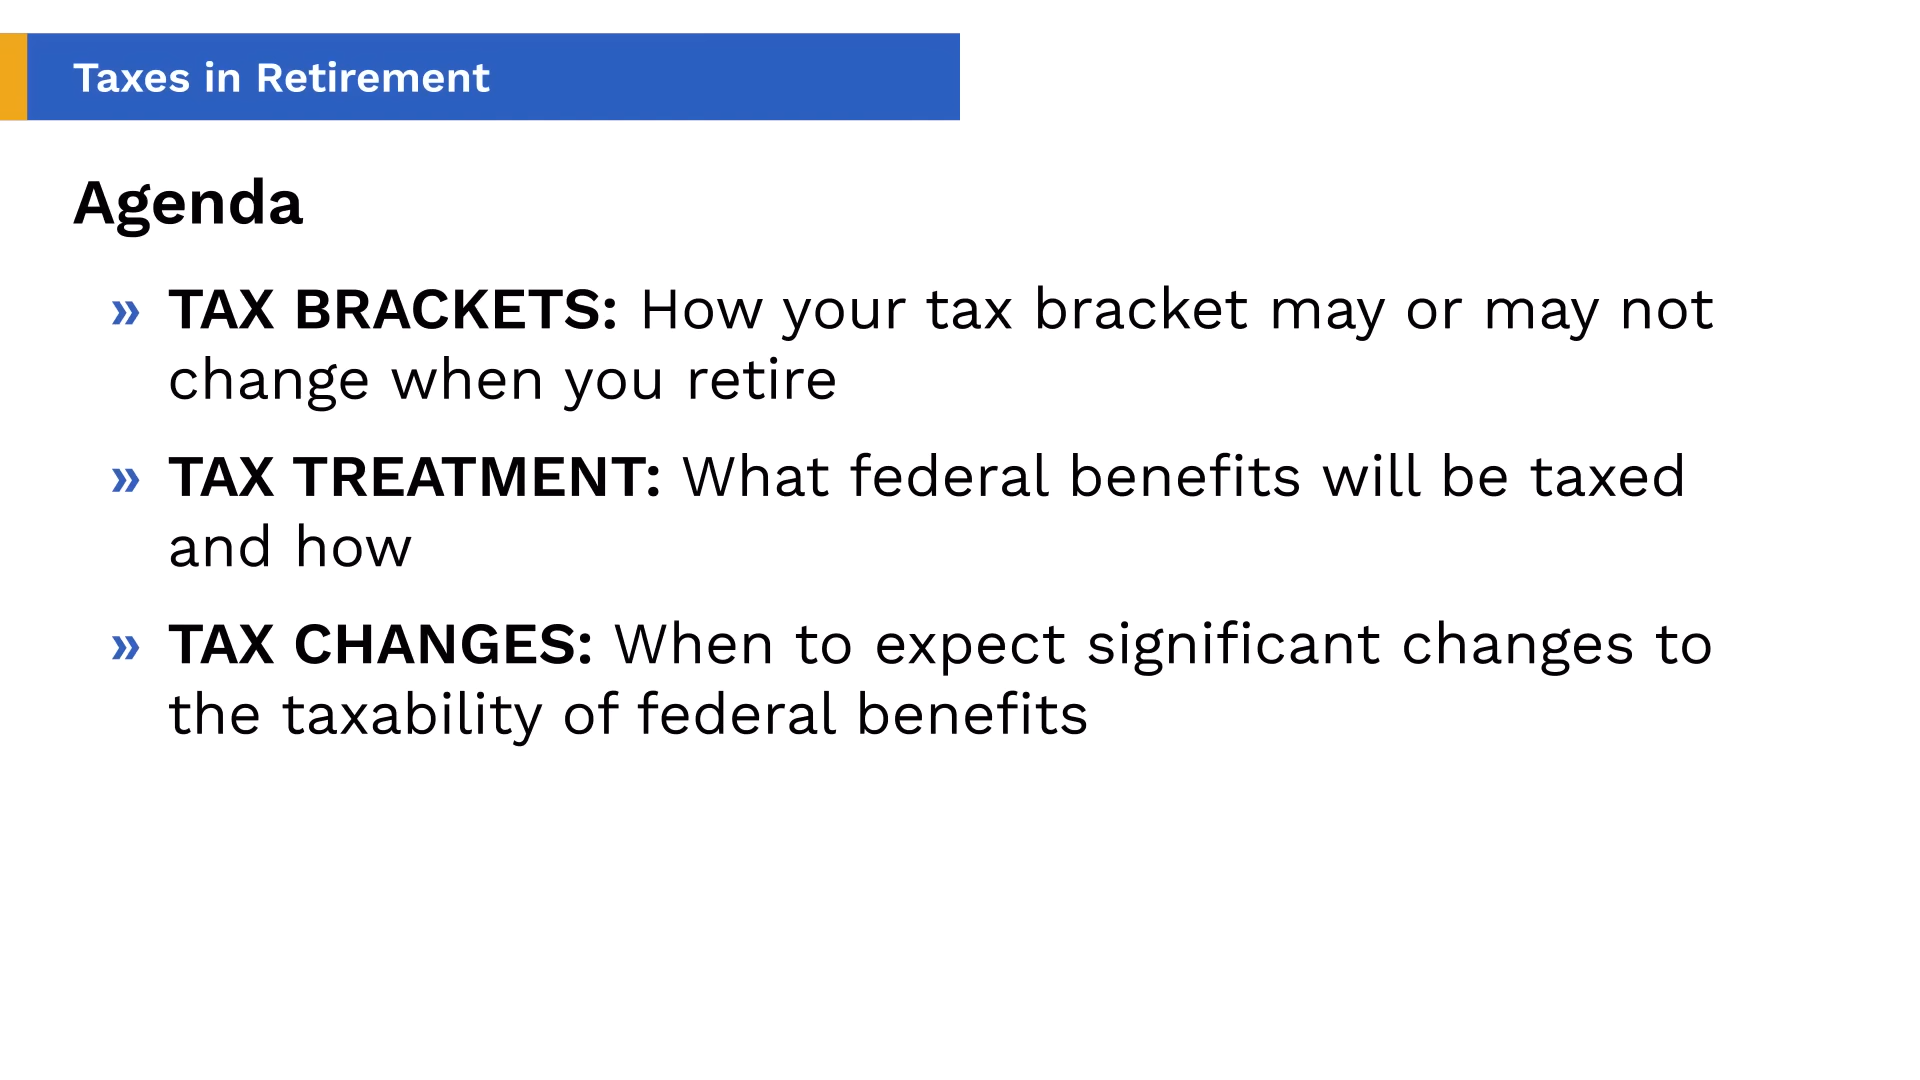 Taxes in Retirement
Agenda
» TAX BRACKETS: How your tax bracket may or may not
change when you retire
» TAX TREATMENT: What federal benefits will be taxed
and how
» TAX CHANGES: When to expect significant changes to
the taxability of federal benefits